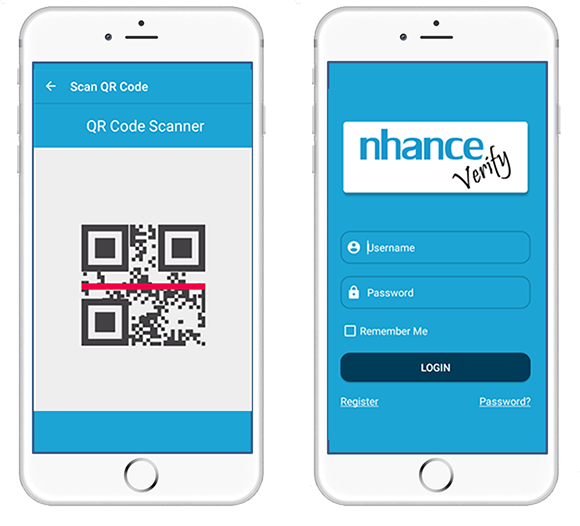 Scan QR Code
QR Code Scanner
nhance
Verify
Username
Password
Remember Me
LOGIN
Register
Password?